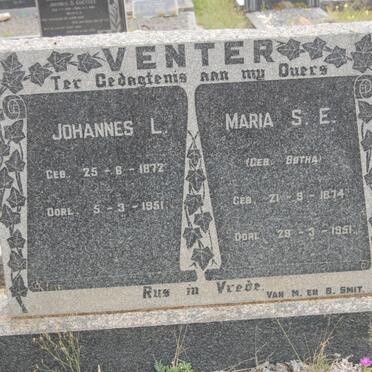 VENTER
Ter Gedagtenis aan my Ouers
JOHANNES L.
GEB. 25-6-1872
OORL. 5-3-1951.
MARIA S. E.
(GEB. BOTHA)
GEB. 21-9-1874
OORL. 28-3-1951.
Rus in Vrede.
VAN M. EN B. SMIT.